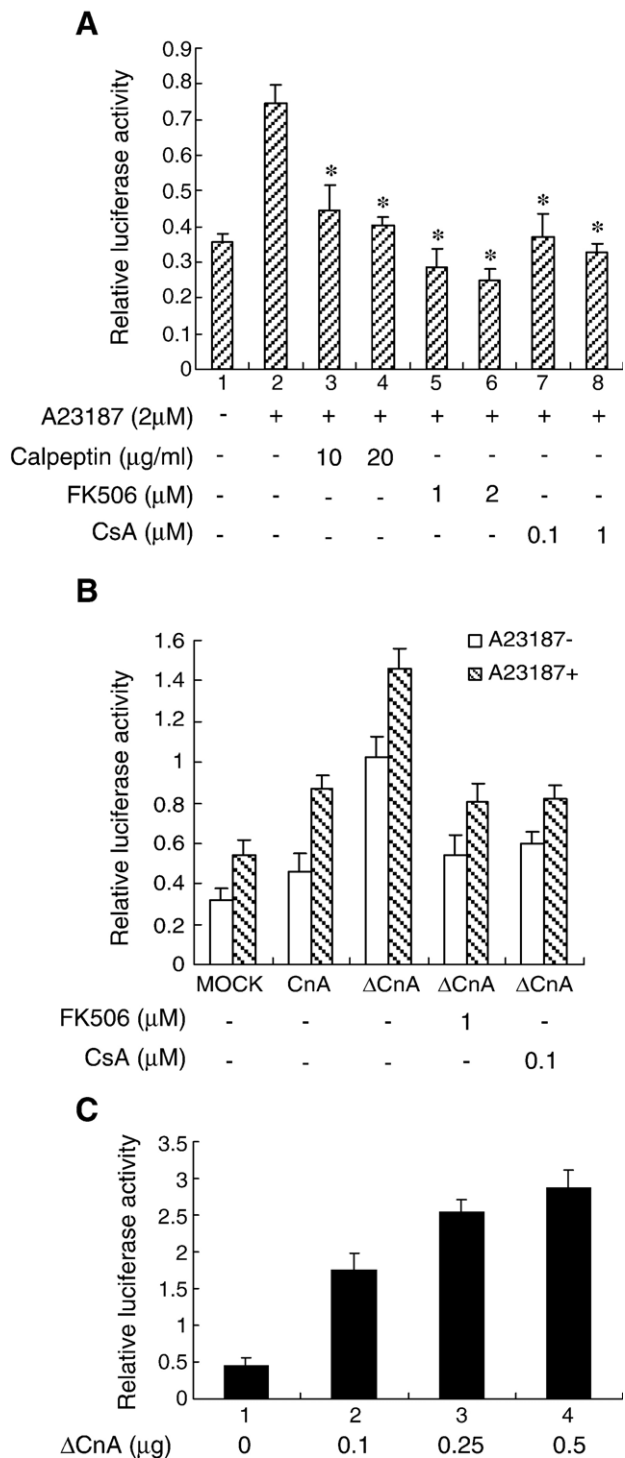 A
Relative luciferase activity
0.9
0.8
0.7
0.6
0.5
0.4
0.3
0.2
0.1
0
* * * * * *
1 2 3 4 5 6 7 8
A23187 (2μM) - + + + + + + +
Calpeptin (μg/ml) - - 10 20 - - - -
FK506 (μM) - - - - 1 2 - -
CsA (μM) - - - - - - 0.1 1
B
Relative luciferase activity
1.6
1.4
1.2
1
0.8
0.6
0.4
0.2
0
A23187-
A23187+
MOCK CnA ΔCnA ΔCnA ΔCnA
FK506 (μM) - - - 1 -
CsA (μM) - - - - 0.1
C
Relative luciferase activity
3.5
3
2.5
2
1.5
1
0.5
0
1 2 3 4
ΔCnA (μg) 0 0.1 0.25 0.5